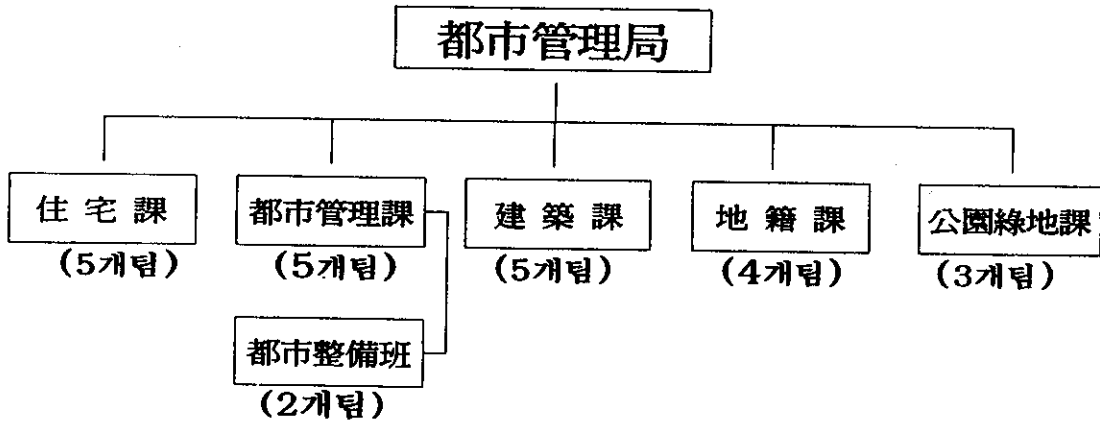 都市管理局
住宅課 都市管理課 建築課 地籍課 公園綠地課
(5개팀) (5개팀) (5개팀) (4개팀) (3개팀)
都市整備班
(2개팀)